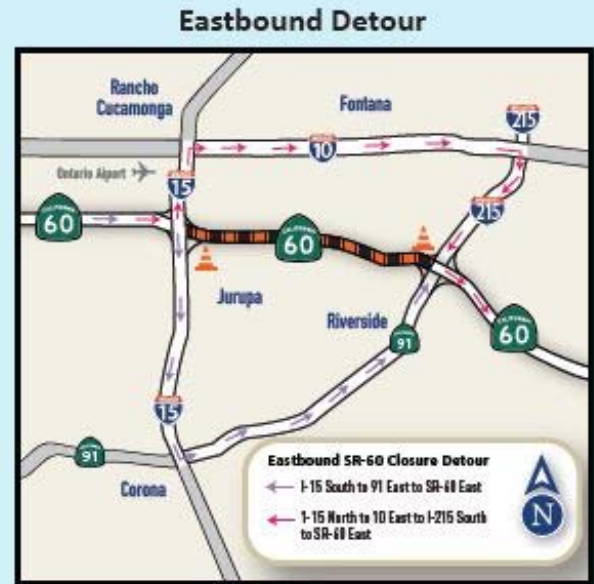 Eastbound Detour
Rancho
Cucamonga
Fontana
215
10
Ontario Aiport
15
215
60
60
Jurupa
Riverside
60
91
15
91
Corona
Eastbound SR-60 Closure Detour
I-15 South to 91 East to SR-60 East
1-15 North to 10 East to I-215 South
to SR-60 East
N